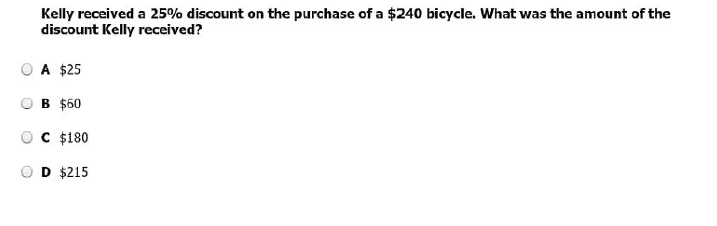 Kelly received a 25% discount on the purchase of a $240 bicycle. What was the amount of the
discount Kelly received?
A $25
B $60
C $180
D $215